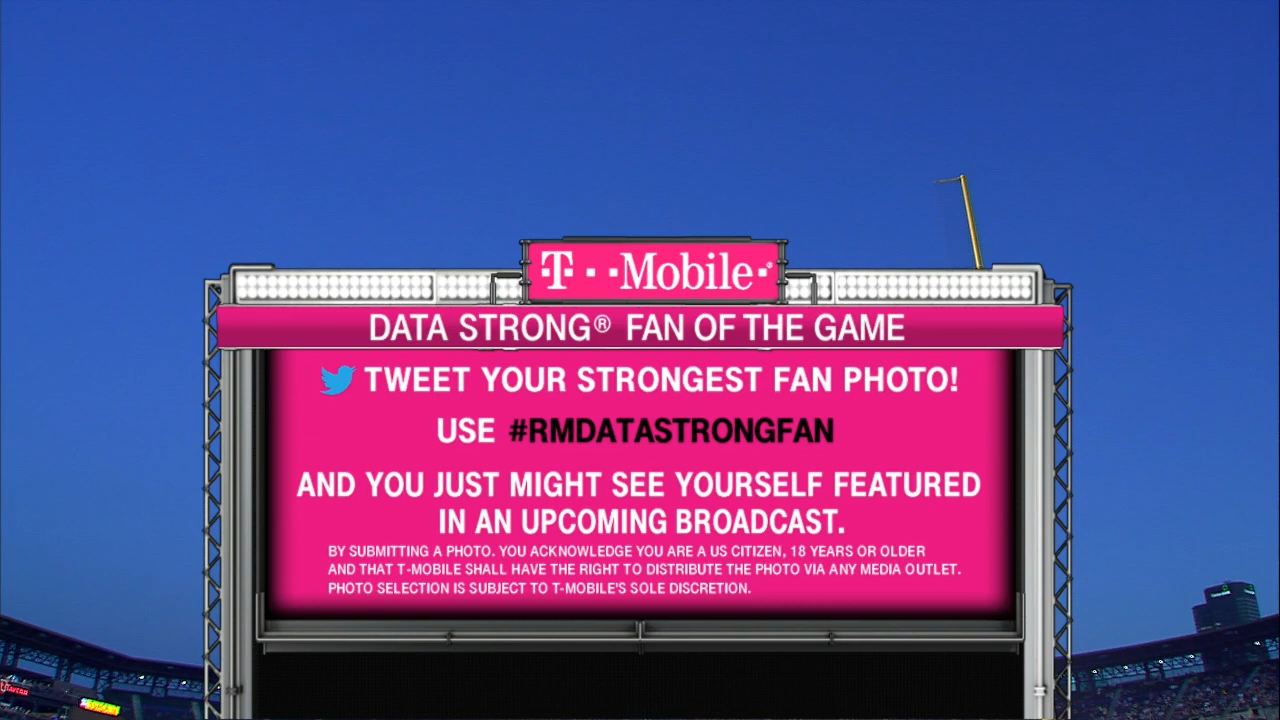 T··Mobile·®
DATA STRONG® FAN OF THE GAME
TWEET YOUR STRONGEST FAN PHOTO!
USE #RMDATASTRONGFAN
AND YOU JUST MIGHT SEE YOURSELF FEATURED
IN AN UPCOMING BROADCAST.
BY SUBMITTING A PHOTO. YOU ACKNOWLEDGE YOU ARE A US CITIZEN, 18 YEARS OR OLDER
AND THAT T-MOBILE SHALL HAVE THE RIGHT TO DISTRIBUTE THE PHOTO VIA ANY MEDIA OUTLET.
PHOTO SELECTION IS SUBJECT TO T-MOBILE'S SOLE DISCRETION.